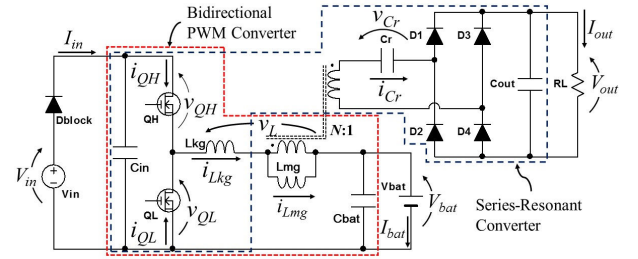 Bidirectional
PWM Converter
v_Cr
D1
D3
I_in
Cr
I_out
i_QH
v_QH
i_Cr
Cout
RL
V_out
Dblock
QH
v_L
N:1
D2
D4
Lkg
V_in
Vin
Cin
i_Lkg
Lmg
Vbat
QL
v_QL
i_Lmg
V_bat
Series-Resonant
Converter
i_QL
Cbat
I_bat